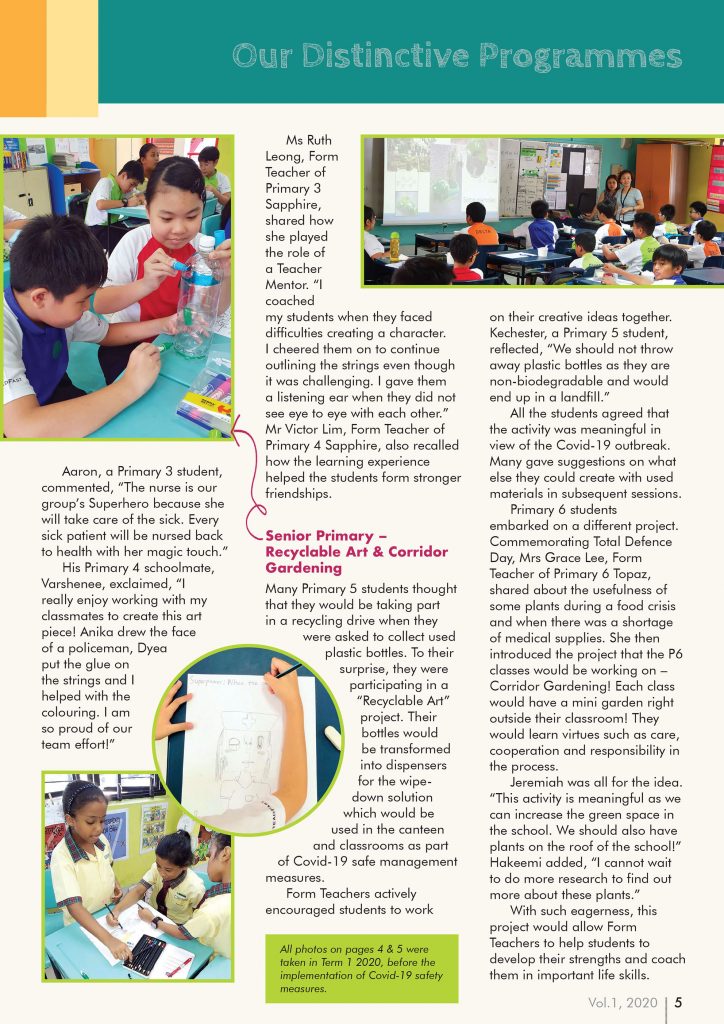 Our Distinctive Programmes
Aaron, a Primary 3 student,
commented, “The nurse is our
group’s Superhero because she
will take care of the sick. Every
sick patient will be nursed back
to health with her magic touch.”
His Primary 4 schoolmate,
Varshenee, exclaimed, “I
really enjoy working with my
classmates to create this art
piece! Anika drew the face
of a policeman, Dyea
put the glue on
the strings and I
helped with the
colouring. I am
so proud of our
team effort!”
Ms Ruth
Leong, Form
Teacher of
Primary 3
Sapphire,
shared how
she played
the role of
a Teacher
Mentor. “I
coached
my students when they faced
difficulties creating a character.
I cheered them on to continue
outlining the strings even though
it was challenging. I gave them
a listening ear when they did not
see eye to eye with each other.”
Mr Victor Lim, Form Teacher of
Primary 4 Sapphire, also recalled
how the learning experience
helped the students form stronger
friendships.
Senior Primary –
Recyclable Art & Corridor
Gardening
Many Primary 5 students thought
that they would be taking part
in a recycling drive when they
were asked to collect used
plastic bottles. To their
surprise, they were
participating in a
“Recyclable Art”
project. Their
bottles would
be transformed
into dispensers
for the wipe-
down solution
which would be
used in the canteen
and classrooms as part
of Covid-19 safe management
measures.
Form Teachers actively
encouraged students to work
on their creative ideas together.
Kechester, a Primary 5 student,
reflected, “We should not throw
away plastic bottles as they are
non-biodegradable and would
end up in a landfill.”
All the students agreed that
the activity was meaningful in
view of the Covid-19 outbreak.
Many gave suggestions on what
else they could create with used
materials in subsequent sessions.
Primary 6 students
embarked on a different project.
Commemorating Total Defence
Day, Mrs Grace Lee, Form
Teacher of Primary 6 Topaz,
shared about the usefulness of
some plants during a food crisis
and when there was a shortage
of medical supplies. She then
introduced the project that the P6
classes would be working on –
Corridor Gardening! Each class
would have a mini garden right
outside their classroom! They
would learn virtues such as care,
cooperation and responsibility in
the process.
Jeremiah was all for the idea.
“This activity is meaningful as we
can increase the green space in
the school. We should also have
plants on the roof of the school!”
Hakeemi added, “I cannot wait
to do more research to find out
more about these plants.”
With such eagerness, this
project would allow Form
Teachers to help students to
develop their strengths and coach
them in important life skills.
DELTA
All photos on pages 4 & 5 were
taken in Term 1 2020, before the
implementation of Covid-19 safety
measures.
Vol.1, 2020 5